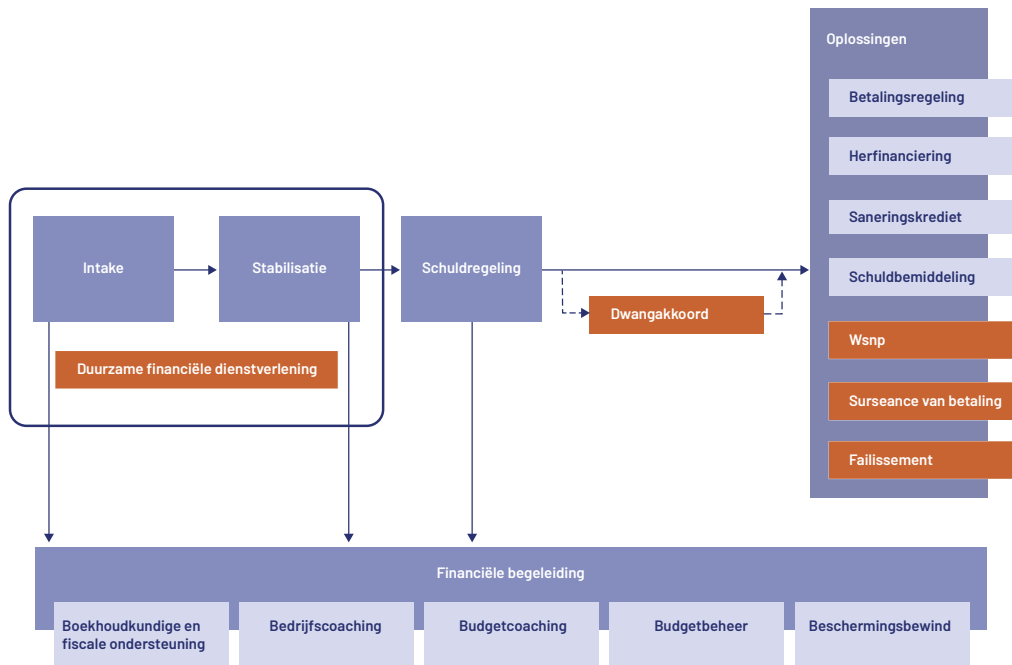 Oplossingen
Betalingsregeling
Herfinanciering
Saneringskrediet
Schuldbemiddeling
Wsnp
Surseance van betaling
Failissement
Intake
Stabilisatie
Schuldregeling
Dwangakkoord
Duurzame financiële dienstverlening
Financiële begeleiding
Boekhoudkundige en
fiscale ondersteuning
Bedrijfscoaching
Budgetcoaching
Budgetbeheer
Beschermingsbewind